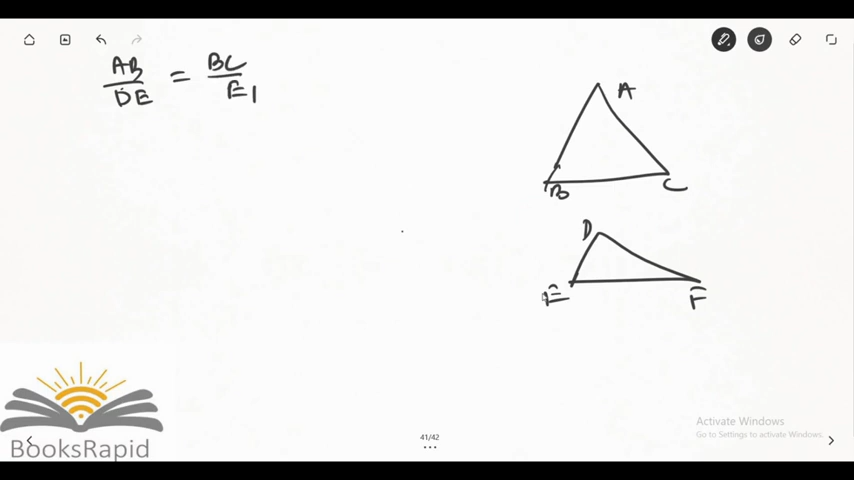 AB/DE = BC/E1
A
B
C
D
E
F
BooksRapid
41/42
Activate Windows
Go to Settings to activate Windows.